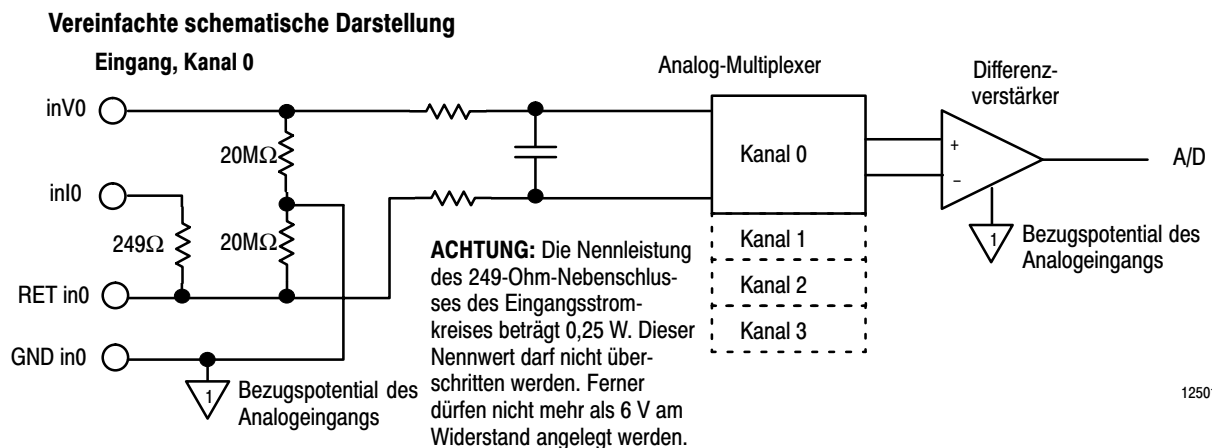 Vereinfachte schematische Darstellung
Eingang, Kanal 0
Analog-Multiplexer
Differenz-
verstärker
inV0
20MΩ
Kanal 0
+
−
A/D
inI0
249Ω
20MΩ
RET in0
GND in0
1
Bezugspotential des
Analogeingangs
ACHTUNG: Die Nennleistung
des 249-Ohm-Nebenschlus-
ses des Eingangsstrom-
kreises beträgt 0,25 W. Dieser
Nennwert darf nicht über-
schritten werden. Ferner
dürfen nicht mehr als 6 V am
Widerstand angelegt werden.
Kanal 1
Kanal 2
Kanal 3
1
Bezugspotential des
Analogeingangs